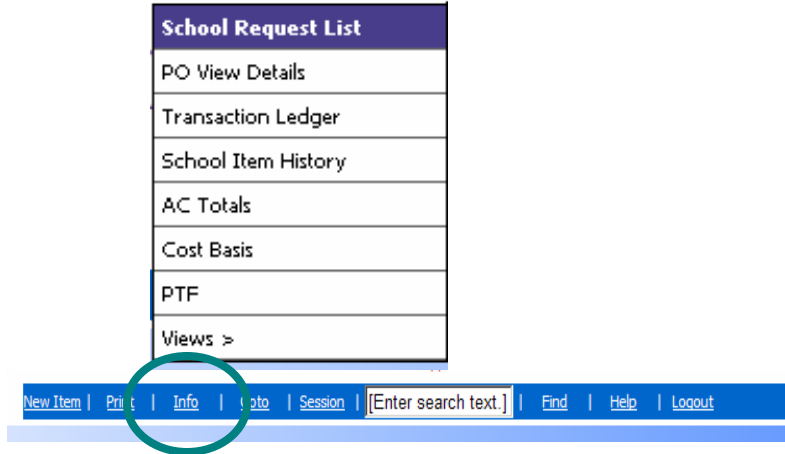 School Request List
PO View Details
Transaction Ledger
School Item History
AC Totals
Cost Basis
PTF
Views >
New Item | Print | Info | Goto | Session | [Enter search text.] | Find | Help | Logout